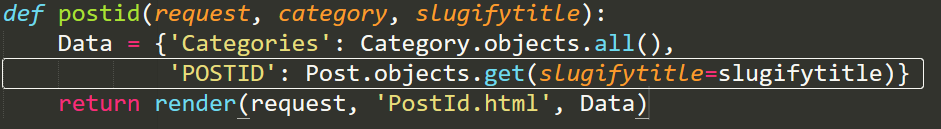 def postid(request, category, slugifytitle):
    Data = {'Categories': Category.objects.all(),
            'POSTID': Post.objects.get(slugifytitle=slugifytitle)}
    return render(request, 'PostId.html', Data)